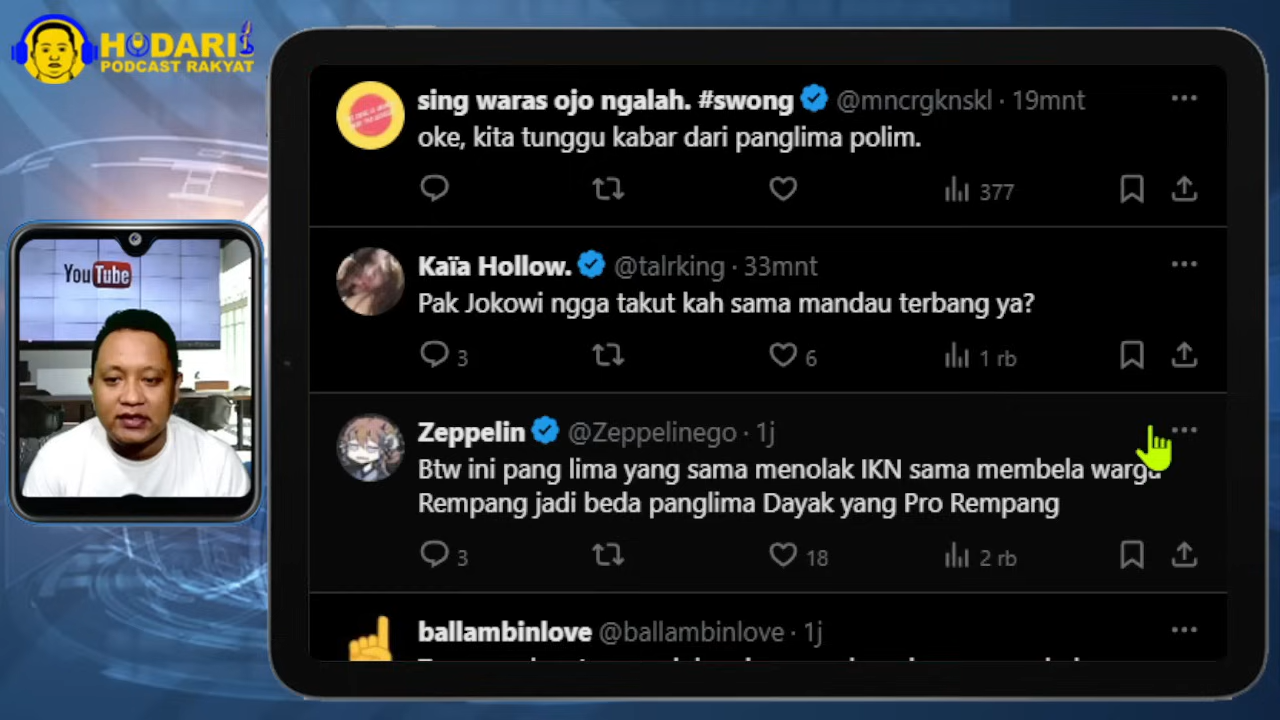 HODARI
PODCAST RAKYAT
YouTube
sing waras ojo ngalah. #swong @mncrgknskl · 19mnt
oke, kita tunggu kabar dari panglima polim.
377
Kaïa Hollow. @talrking · 33mnt
Pak Jokowi ngga takut kah sama mandau terbang ya?
3 6 1 rb
Zeppelin @Zeppelinego · 1j
Btw ini pang lima yang sama menolak IKN sama membela warga
Rempang jadi beda panglima Dayak yang Pro Rempang
3 18 2 rb
ballambinlove @ballambinlove · 1j